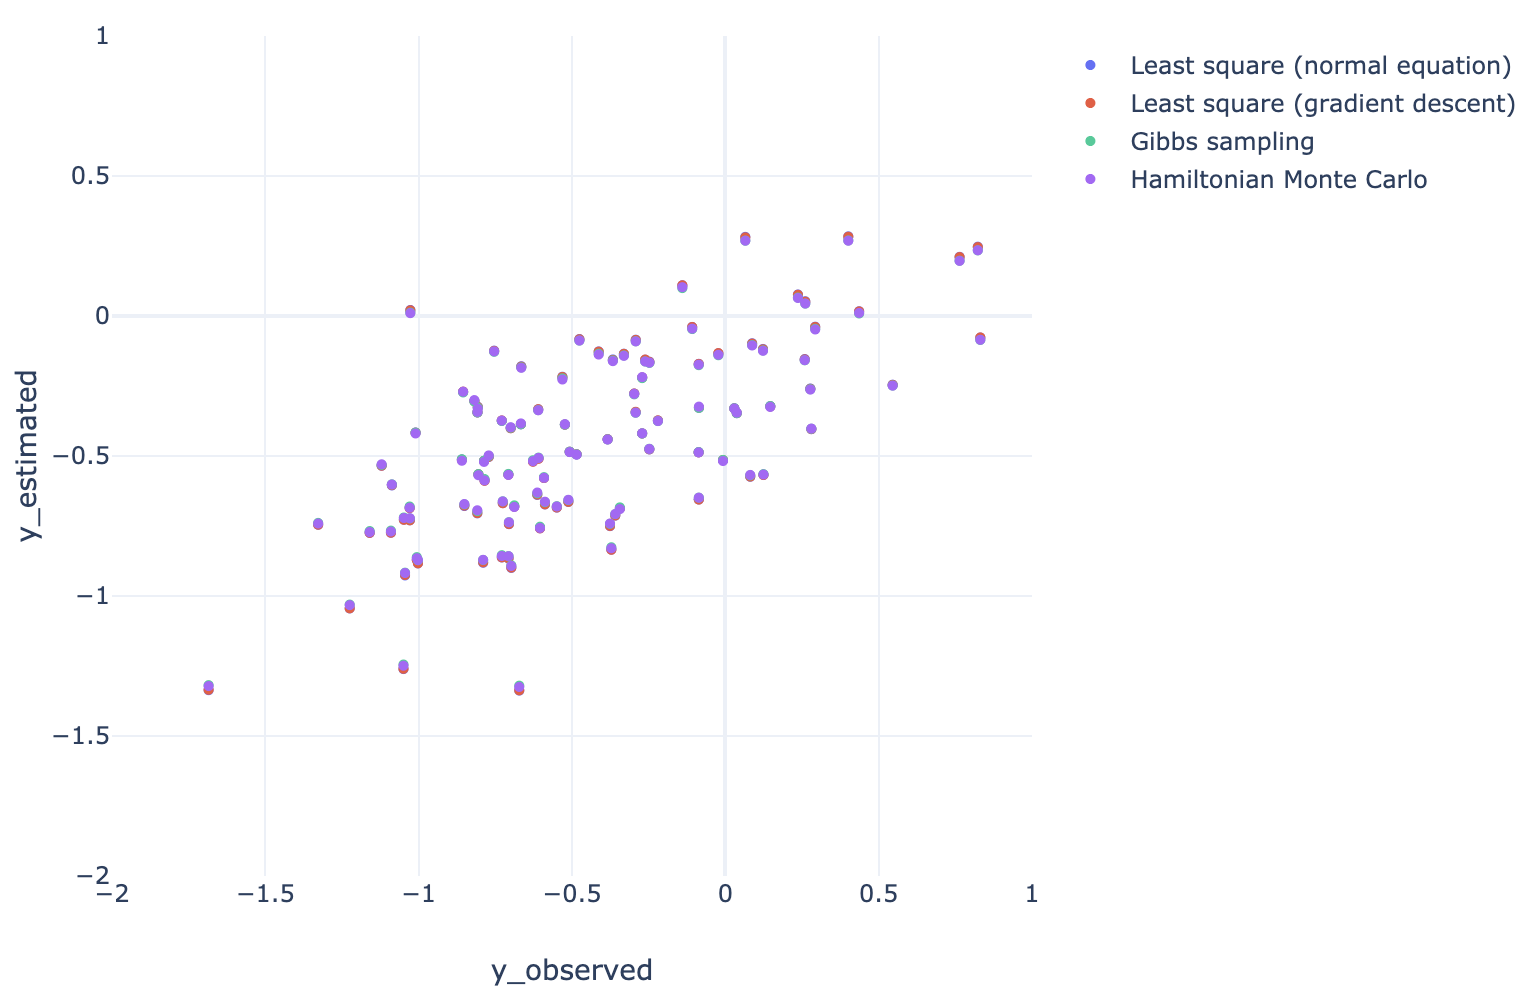 1
0.5
0
−0.5
−1
−1.5
−2
y_estimated
−2
−1.5
−1
−0.5
0
0.5
1
y_observed
Least square (normal equation)
Least square (gradient descent)
Gibbs sampling
Hamiltonian Monte Carlo